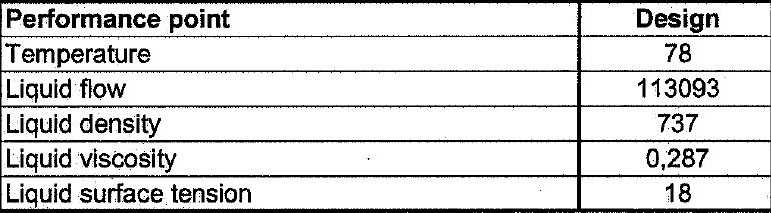 Performance point Design
Temperature 78
Liquid flow 113093
Liquid density 737
Liquid viscosity 0,287
Liquid surface tension 18